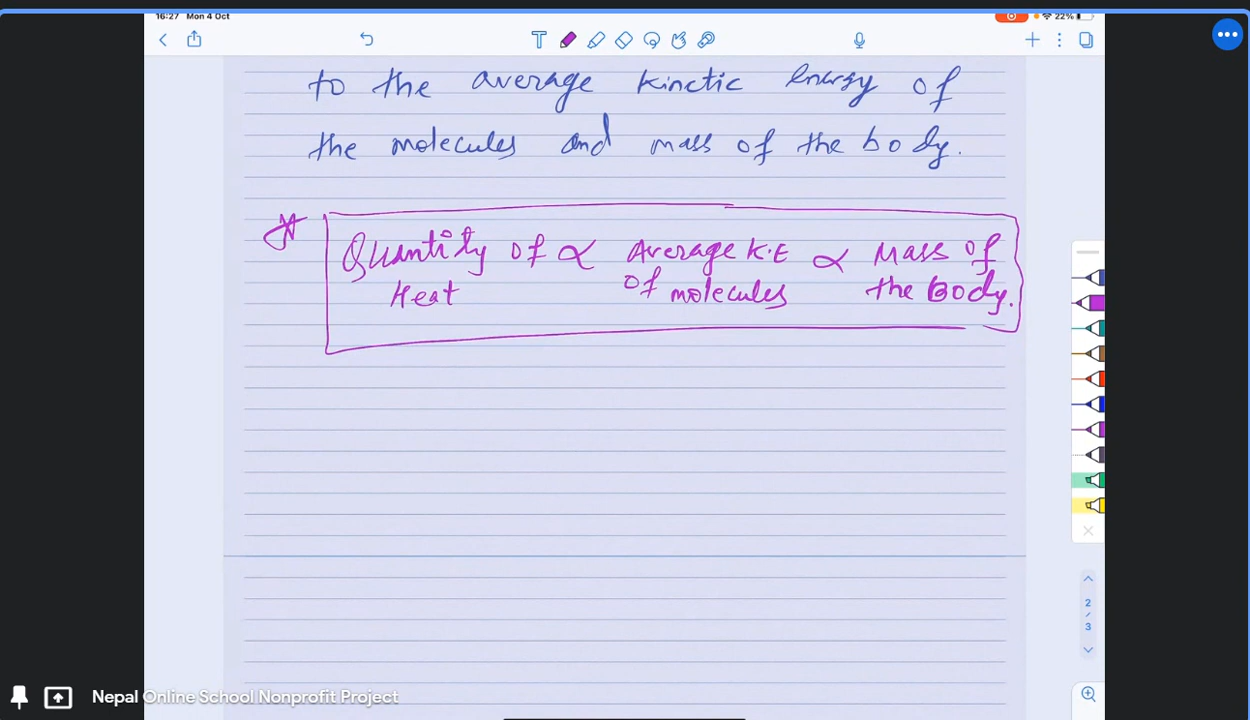 16:27 Mon 4 Oct
22%
T
to the average kinetic energy of
the molecules and mass of the body.
Quantity of ∝ Average K.E ∝ Mass of
Heat of molecules the Body.
2
/
3
Nepal Online School Nonprofit Project